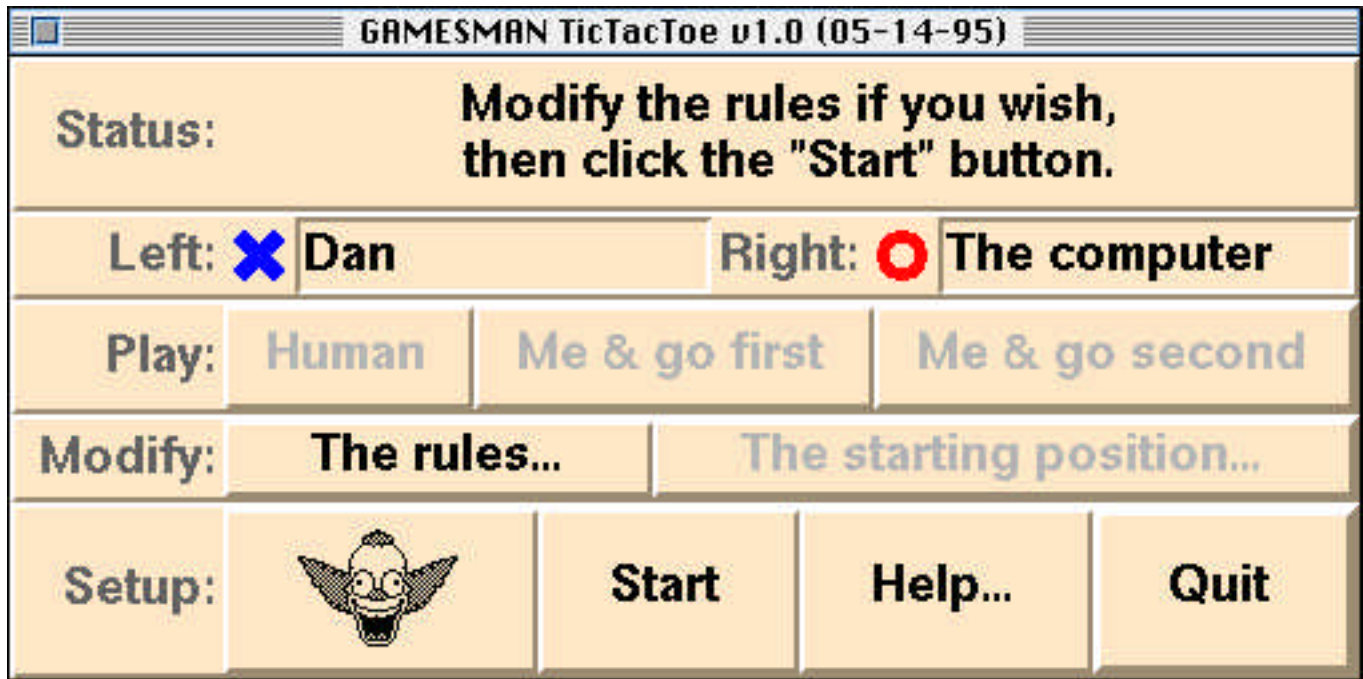 GAMESMAN TicTacToe v1.0 (05-14-95)
Status:
Modify the rules if you wish,
then click the "Start" button.
Left: Dan Right: The computer
Play: Human Me & go first Me & go second
Modify: The rules... The starting position...
Setup: Start Help... Quit